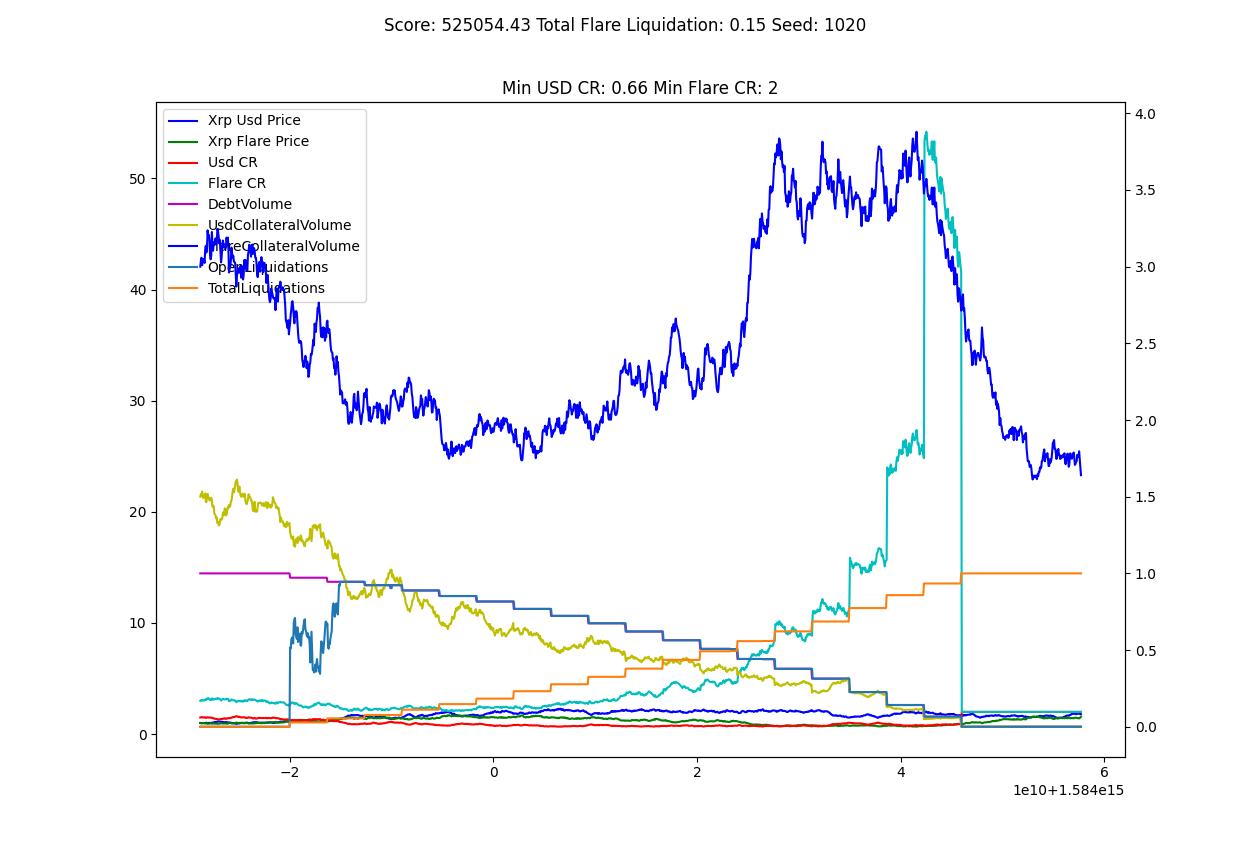 Score: 525054.43 Total Flare Liquidation: 0.15 Seed: 1020
Min USD CR: 0.66 Min Flare CR: 2
Xrp Usd Price
Xrp Flare Price
Usd CR
Flare CR
DebtVolume
UsdCollateralVolume
FlareCollateralVolume
OpenLiquidations
TotalLiquidations
50
40
30
20
10
0
4.0
3.5
3.0
2.5
2.0
1.5
1.0
0.5
0.0
−2
0
2
4
6
1e10+1.584e15